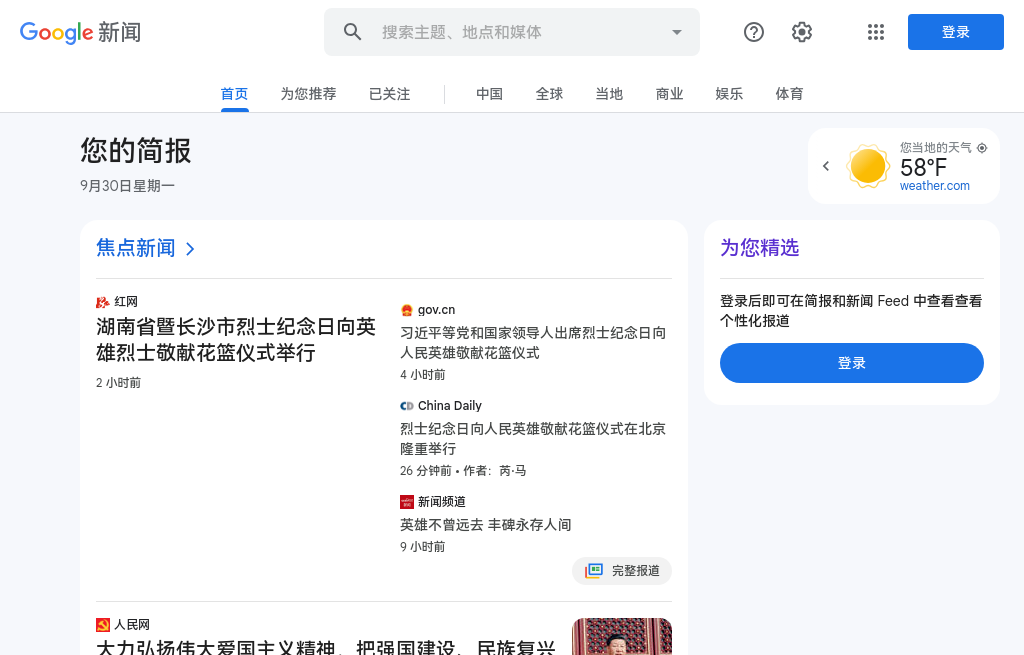 Google 新闻
搜索主题、地点和媒体
登录
首页
为您推荐
已关注
中国
全球
当地
商业
娱乐
体育
您的简报
9月30日星期一
您当地的天气
58°F
weather.com
焦点新闻
红网
湖南省暨长沙市烈士纪念日向英
雄烈士敬献花篮仪式举行
2 小时前
gov.cn
习近平等党和国家领导人出席烈士纪念日向
人民英雄敬献花篮仪式
4 小时前
China Daily
烈士纪念日向人民英雄敬献花篮仪式在北京
隆重举行
26 分钟前 • 作者：芮·马
新闻频道
英雄不曾远去 丰碑永存人间
9 小时前
完整报道
人民网
大力弘扬伟大爱国主义精神，把强国建设、民族复兴
为您精选
登录后即可在简报和新闻 Feed 中查看查看
个性化报道
登录